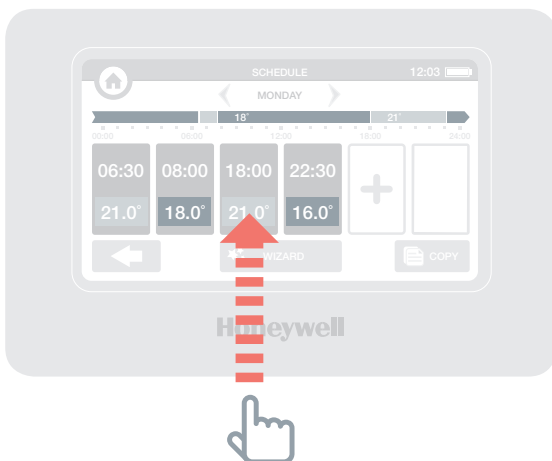 SCHEDULE 12:03
MONDAY
18° 21°
00:00 06:00 12:00 18:00 24:00
06:30 08:00 18:00 22:30
21.0° 18.0° 21.0° 16.0°
WIZARD COPY
Honeywell